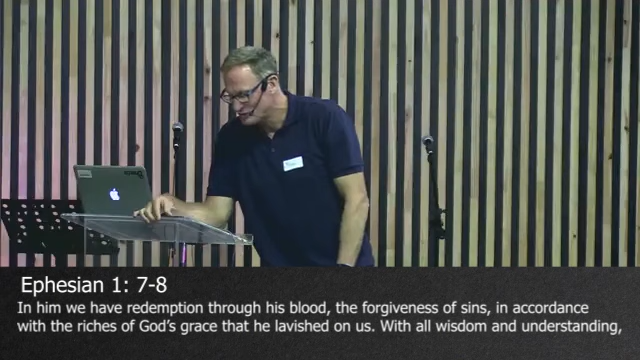 Ephesian 1: 7-8
In him we have redemption through his blood, the forgiveness of sins, in accordance
with the riches of God's grace that he lavished on us. With all wisdom and understanding,